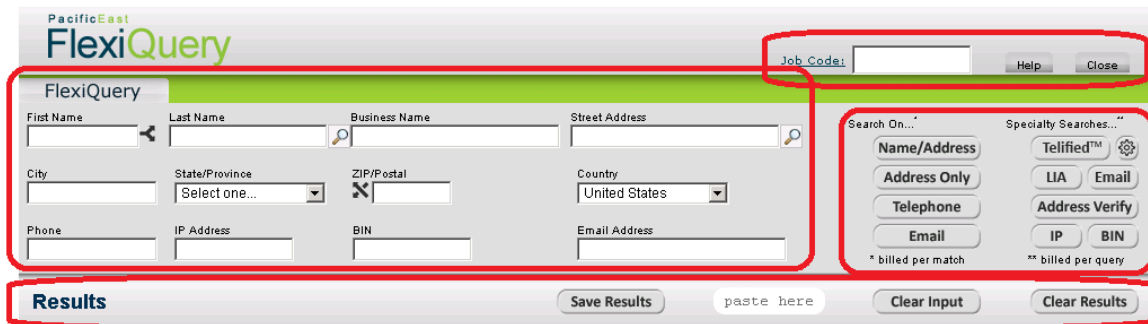 PacificEast
FlexiQuery
Job Code:
Help
Close
FlexiQuery
First Name
Last Name
Business Name
Street Address
City
State/Province
Select one...
ZIP/Postal
Country
United States
Phone
IP Address
BIN
Email Address
Search On...*
Name/Address
Address Only
Telephone
Email
* billed per match
Specialty Searches...**
Telified™
LIA
Email
Address Verify
IP
BIN
** billed per query
Results
Save Results
paste here
Clear Input
Clear Results